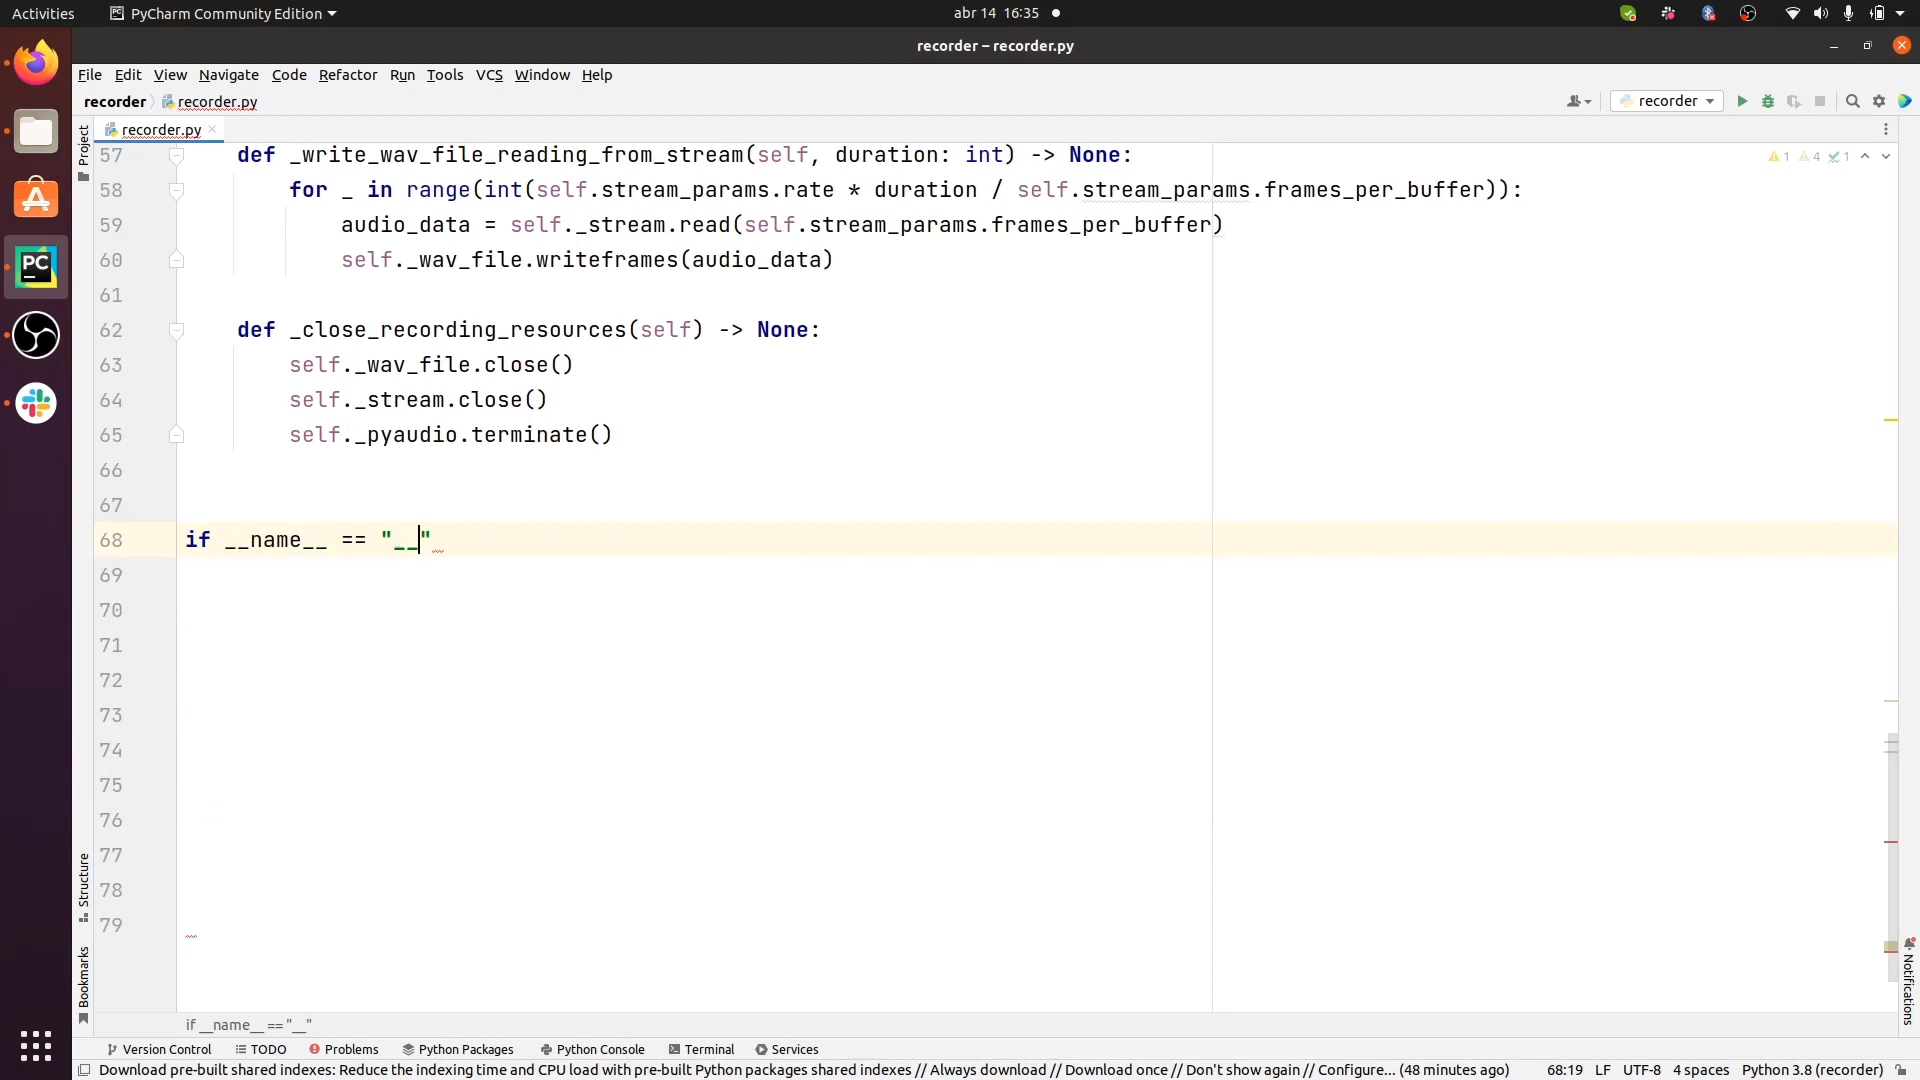 Activities PyCharm Community Edition abr 14 16:35
recorder – recorder.py
File Edit View Navigate Code Refactor Run Tools VCS Window Help
recorder recorder.py recorder
recorder.py
Project
57 def _write_wav_file_reading_from_stream(self, duration: int) -> None: 1 4 1
58 for _ in range(int(self.stream_params.rate * duration / self.stream_params.frames_per_buffer)):
59 audio_data = self._stream.read(self.stream_params.frames_per_buffer)
60 self._wav_file.writeframes(audio_data)
61
62 def _close_recording_resources(self) -> None:
63 self._wav_file.close()
64 self._stream.close()
65 self._pyaudio.terminate()
66
67
68 if __name__ == "__"
69
70
71
72
73
74
75
76
77
78
79
Structure
Bookmarks
Notifications
if __name__ == "__"
Version Control TODO Problems Python Packages Python Console Terminal Services
Download pre-built shared indexes: Reduce the indexing time and CPU load with pre-built Python packages shared indexes // Always download // Download once // Don't show again // Configure... (48 minutes ago) 68:19 LF UTF-8 4 spaces Python 3.8 (recorder)